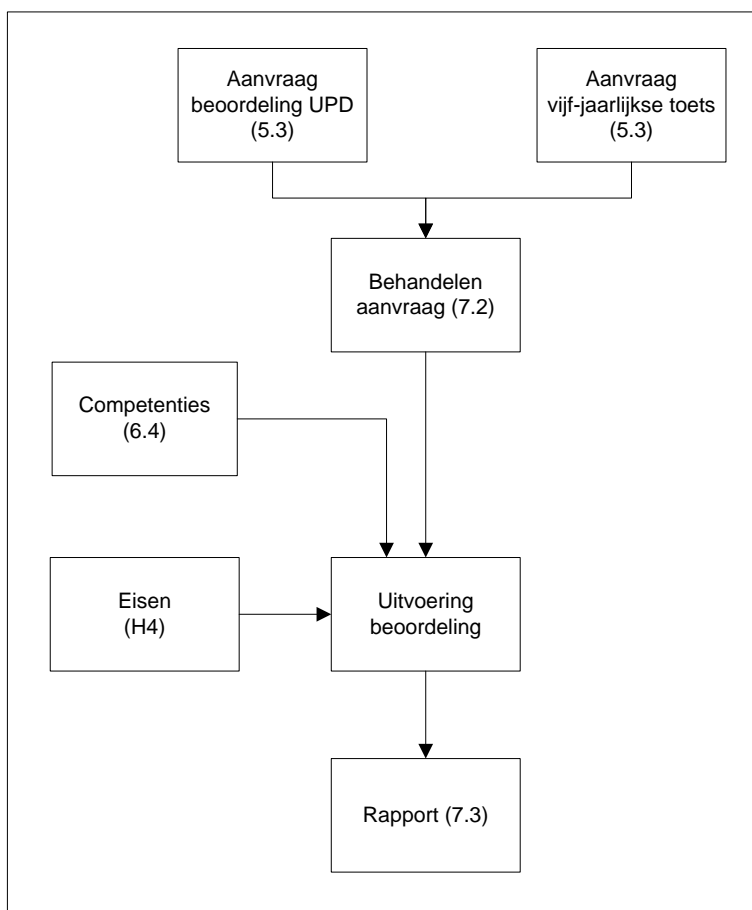 Aanvraag
beoordeling UPD
(5.3)
Aanvraag
vijf-jaarlijkse toets
(5.3)
Behandelen
aanvraag (7.2)
Competenties
(6.4)
Eisen
(H4)
Uitvoering
beoordeling
Rapport (7.3)